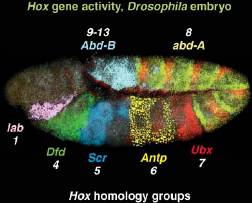 Hox gene activity, Drosophila embryo
9-13 8
Abd-B abd-A
lab
1
Dfd
4
Scr
5
Antp
6
Ubx
7
Hox homology groups